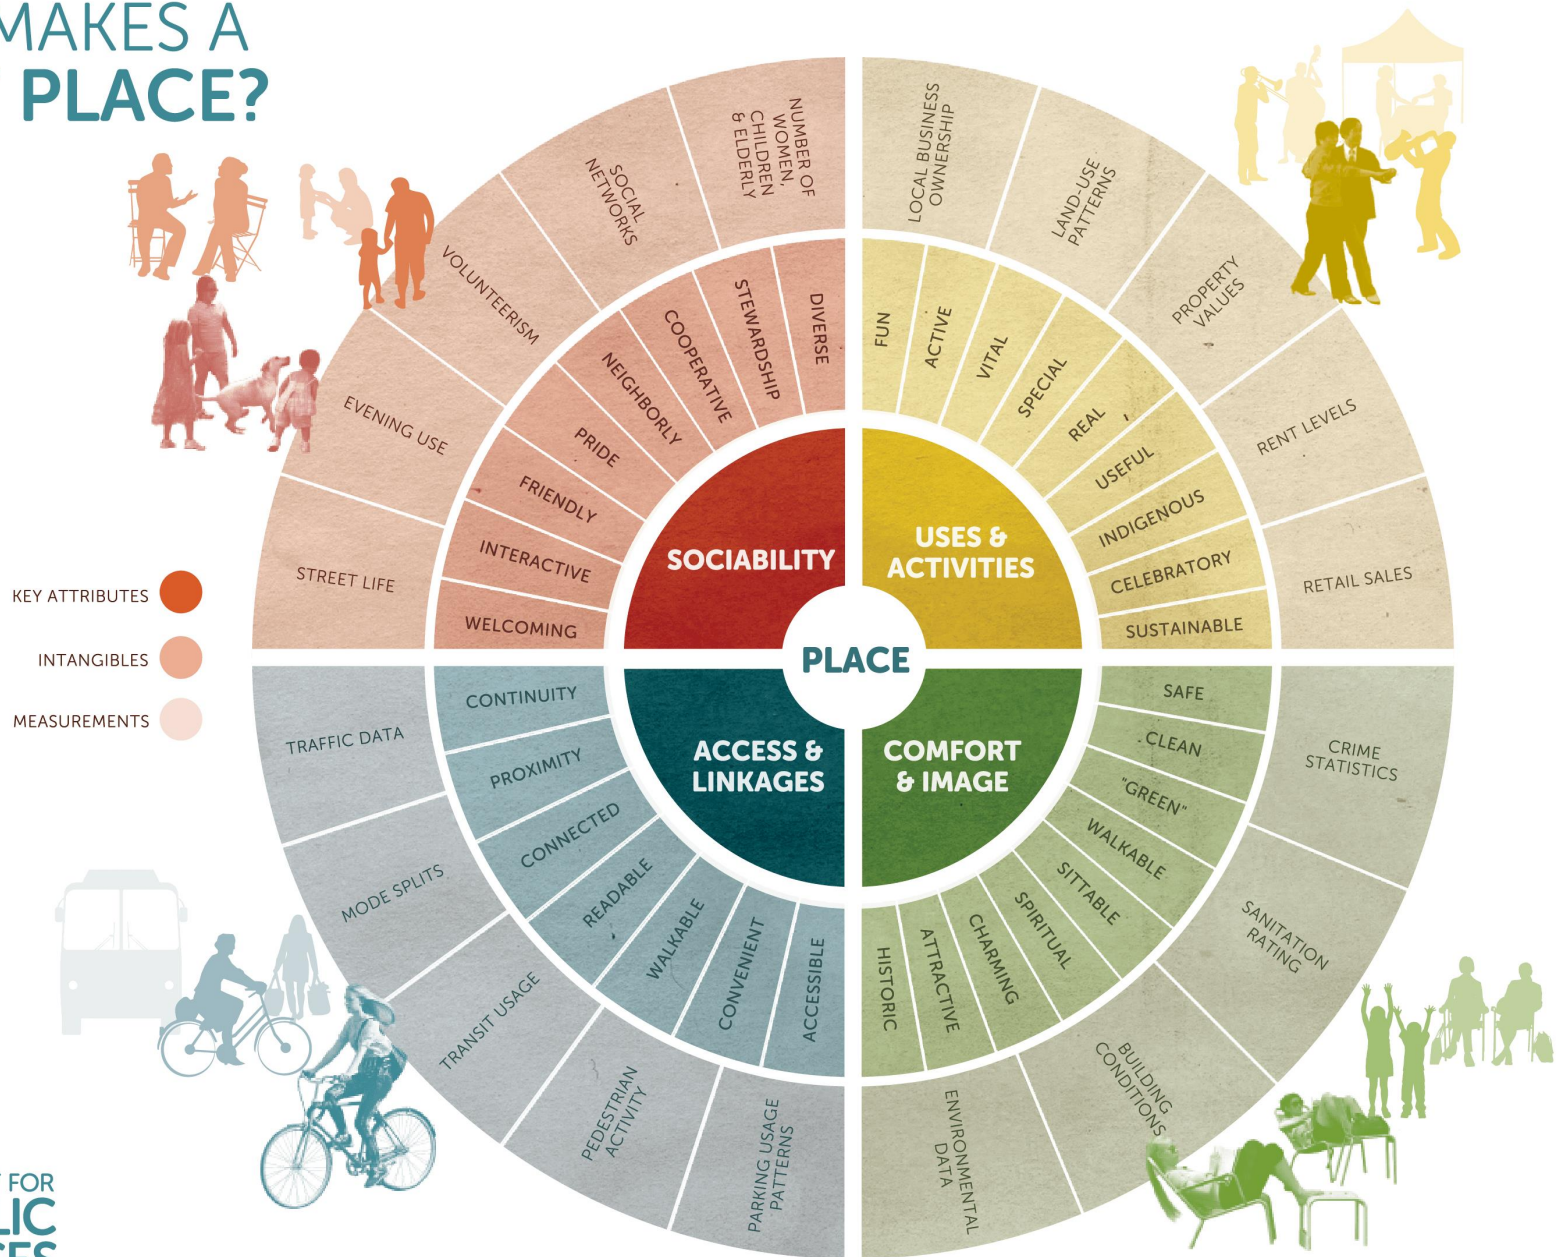 MAKES A
PLACE?
KEY ATTRIBUTES
INTANGIBLES
MEASUREMENTS
PLACE
SOCIABILITY
WELCOMING
INTERACTIVE
FRIENDLY
PRIDE
NEIGHBORLY
COOPERATIVE
STEWARDSHIP
DIVERSE
STREET LIFE
EVENING USE
VOLUNTEERISM
SOCIAL
NETWORKS
NUMBER OF
WOMEN,
CHILDREN
& ELDERLY
USES &
ACTIVITIES
FUN
ACTIVE
VITAL
SPECIAL
REAL
USEFUL
INDIGENOUS
CELEBRATORY
SUSTAINABLE
LOCAL BUSINESS
OWNERSHIP
LAND-USE
PATTERNS
PROPERTY
VALUES
RENT LEVELS
RETAIL SALES
COMFORT
& IMAGE
SAFE
CLEAN
"GREEN"
WALKABLE
SITTABLE
SPIRITUAL
CHARMING
ATTRACTIVE
HISTORIC
CRIME
STATISTICS
SANITATION
RATING
BUILDING
CONDITIONS
ENVIRONMENTAL
DATA
ACCESS &
LINKAGES
CONTINUITY
PROXIMITY
CONNECTED
READABLE
WALKABLE
CONVENIENT
ACCESSIBLE
TRAFFIC DATA
MODE SPLITS
TRANSIT USAGE
PEDESTRIAN
ACTIVITY
PARKING USAGE
PATTERNS
FOR
LIC